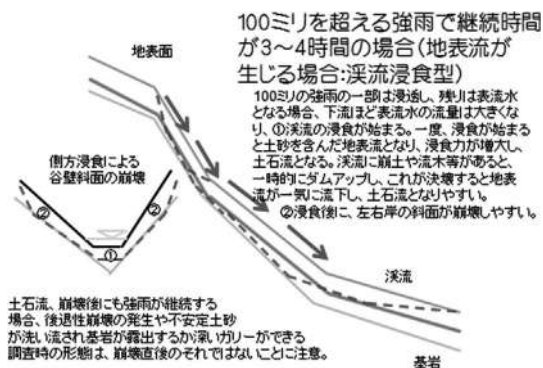 100ミリを超える強雨で継続時間
が3～4時間の場合(地表流が
生じる場合:渓流浸食型)
100ミリの強雨の一部は浸透し、残りは表流水
となる場合、下流ほど表流水の流量は大きくな
り、①渓流の浸食が始まる。一度、浸食が始まる
と土砂を含んだ地表流となり、浸食力が増大し、
土石流となる。渓流に崩土や流木等があると、
一時的にダムアップし、これが決壊すると地表
流が一気に流下し、土石流となりやすい。
②浸食後に、左右岸の斜面が崩壊しやすい。
地表面
側方浸食による
谷壁斜面の崩壊
②
②
①
渓流
基岩
土石流、崩壊後にも強雨が継続する
場合、後退性崩壊の発生や不安定土砂
が洗い流され基岩が露出するか深いガリーができる
調査時の形態は、崩壊直後のそれではないことに注意。